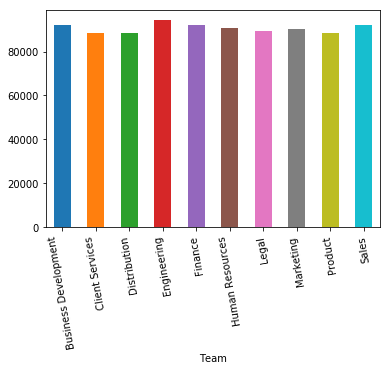 80000
60000
40000
20000
0
Business Development
Client Services
Distribution
Engineering
Finance
Human Resources
Legal
Marketing
Product
Sales
Team